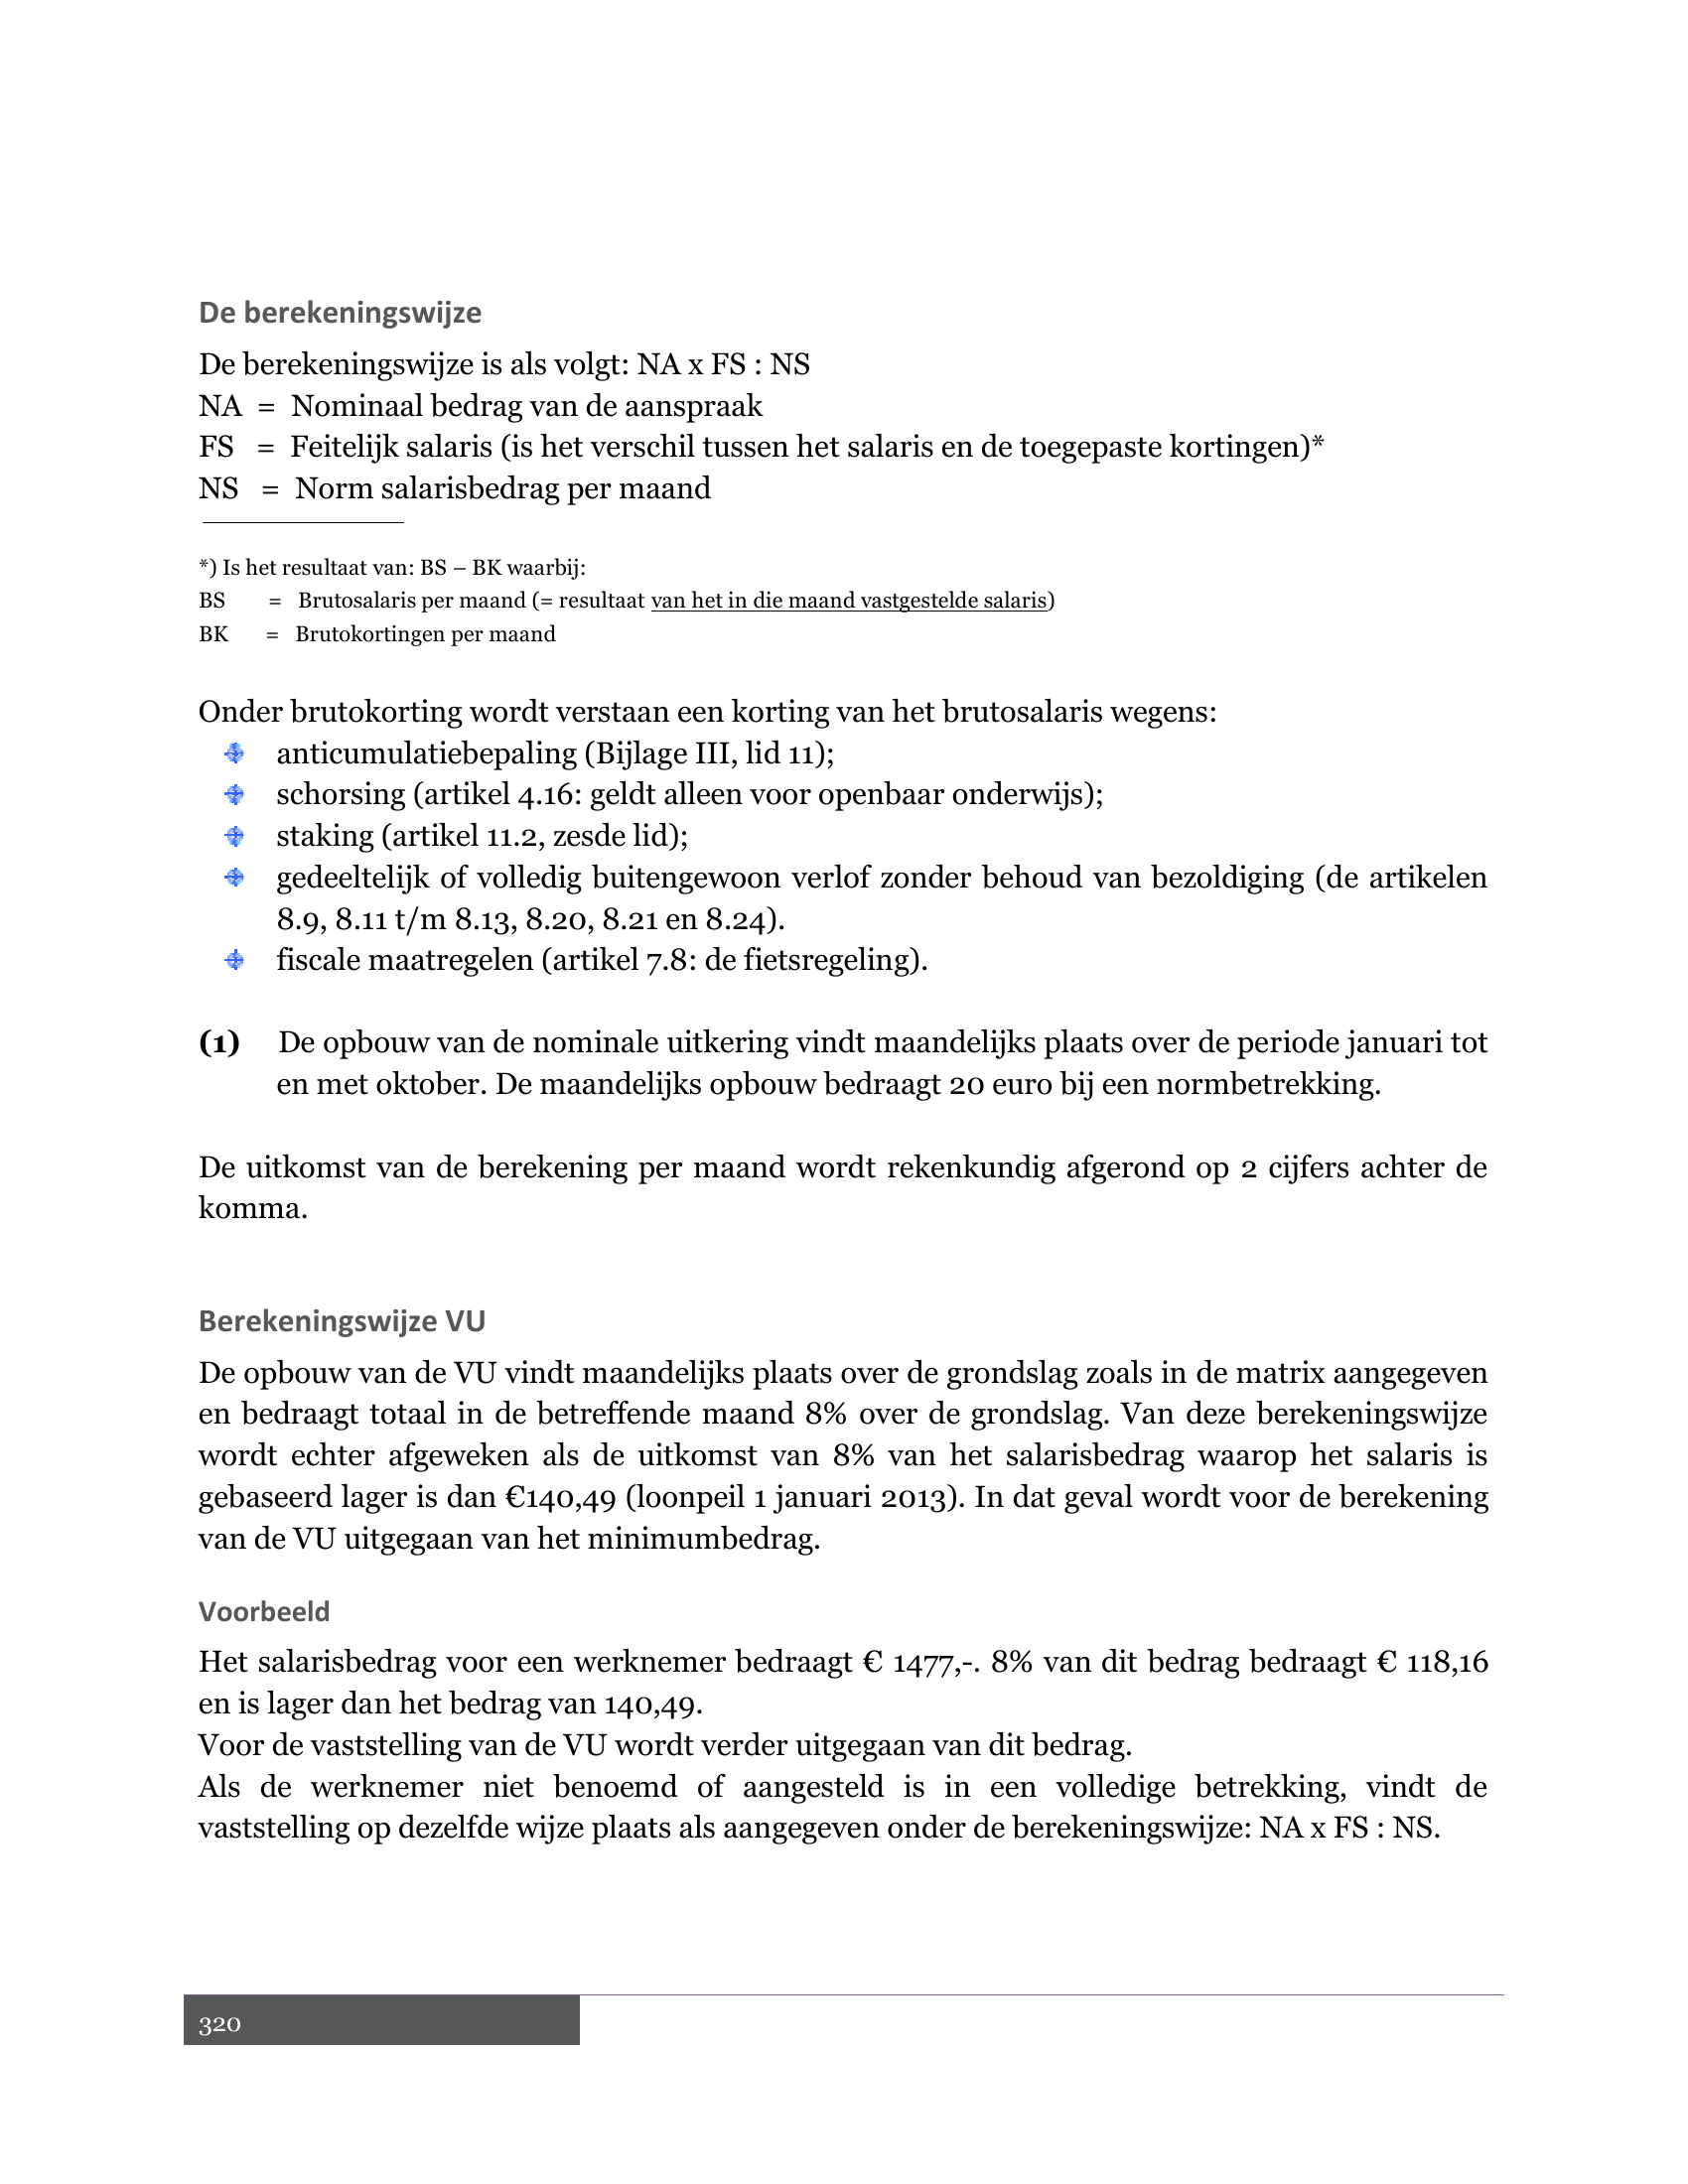 De berekeningswijze
De berekeningswijze is als volgt: NA x FS : NS
NA = Nominaal bedrag van de aanspraak
FS = Feitelijk salaris (is het verschil tussen het salaris en de toegepaste kortingen)*
NS = Norm salarisbedrag per maand
*) Is het resultaat van: BS – BK waarbij:
BS = Brutosalaris per maand (= resultaat van het in die maand vastgestelde salaris)
BK = Brutokortingen per maand
Onder brutokorting wordt verstaan een korting van het brutosalaris wegens:
anticumulatiebepaling (Bijlage III, lid 11);
schorsing (artikel 4.16: geldt alleen voor openbaar onderwijs);
staking (artikel 11.2, zesde lid);
gedeeltelijk of volledig buitengewoon verlof zonder behoud van bezoldiging (de artikelen
8.9, 8.11 t/m 8.13, 8.20, 8.21 en 8.24).
fiscale maatregelen (artikel 7.8: de fietsregeling).
(1) De opbouw van de nominale uitkering vindt maandelijks plaats over de periode januari tot
en met oktober. De maandelijks opbouw bedraagt 20 euro bij een normbetrekking.
De uitkomst van de berekening per maand wordt rekenkundig afgerond op 2 cijfers achter de
komma.
Berekeningswijze VU
De opbouw van de VU vindt maandelijks plaats over de grondslag zoals in de matrix aangegeven
en bedraagt totaal in de betreffende maand 8% over de grondslag. Van deze berekeningswijze
wordt echter afgeweken als de uitkomst van 8% van het salarisbedrag waarop het salaris is
gebaseerd lager is dan €140,49 (loonpeil 1 januari 2013). In dat geval wordt voor de berekening
van de VU uitgegaan van het minimumbedrag.
Voorbeeld
Het salarisbedrag voor een werknemer bedraagt € 1477,-. 8% van dit bedrag bedraagt € 118,16
en is lager dan het bedrag van 140,49.
Voor de vaststelling van de VU wordt verder uitgegaan van dit bedrag.
Als de werknemer niet benoemd of aangesteld is in een volledige betrekking, vindt de
vaststelling op dezelfde wijze plaats als aangegeven onder de berekeningswijze: NA x FS : NS.
320